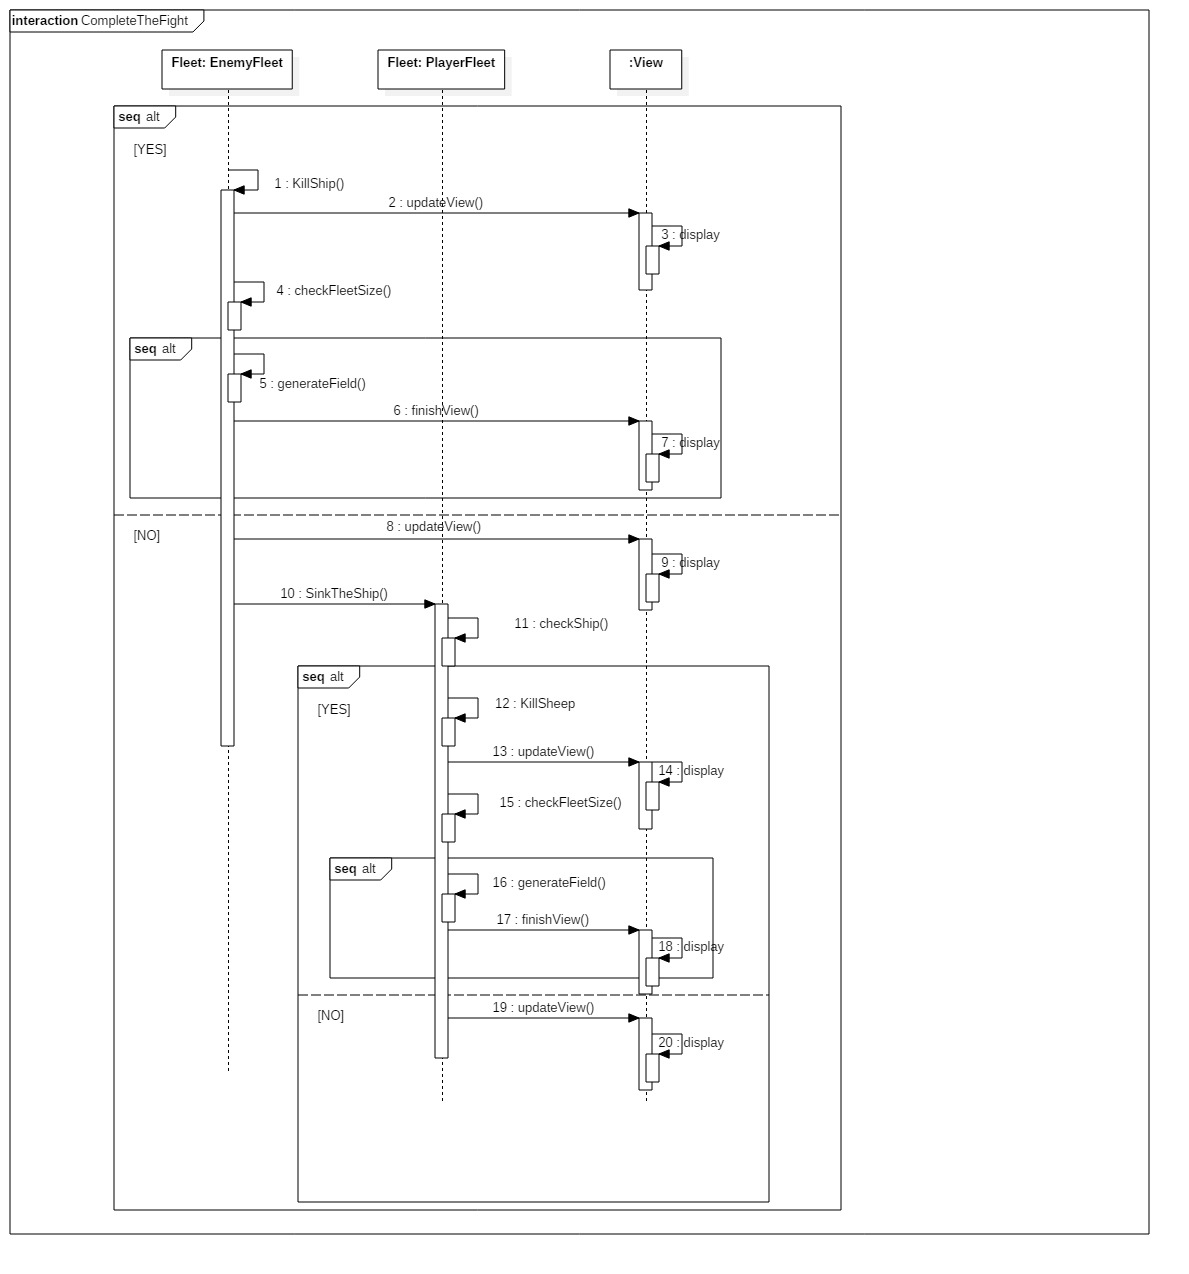 interaction CompleteTheFight
Fleet: EnemyFleet
Fleet: PlayerFleet
:View
seq alt
[YES]
1 : KillShip()
2 : updateView()
3 : display
4 : checkFleetSize()
seq alt
5 : generateField()
6 : finishView()
7 : display
8 : updateView()
[NO]
9 : display
10 : SinkTheShip()
11 : checkShip()
seq alt
[YES]
12 : KillSheep
13 : updateView()
14 : display
15 : checkFleetSize()
seq alt
16 : generateField()
17 : finishView()
18 : display
19 : updateView()
[NO]
20 : display